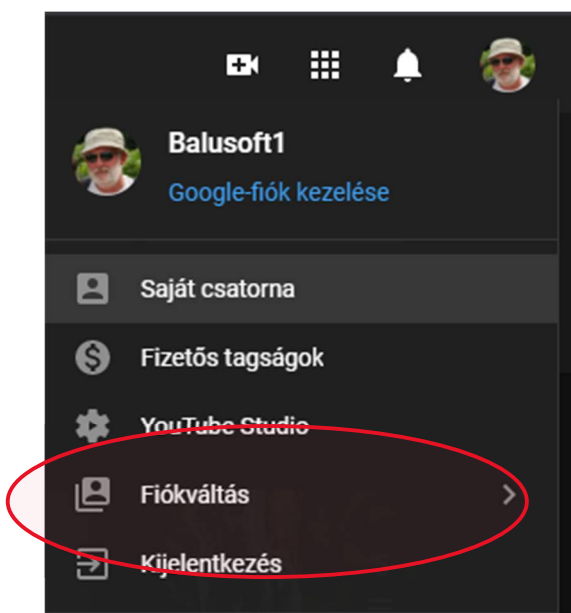 Balusoft1
Google-fiók kezelése
Saját csatorna
Fizetős tagságok
YouTube Studio
Fiókváltás
Kijelentkezés